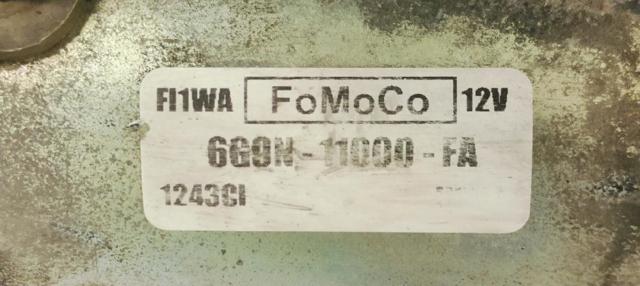 FI1WA FoMoCo 12V
6G9N - 11000 - FA
1243CI